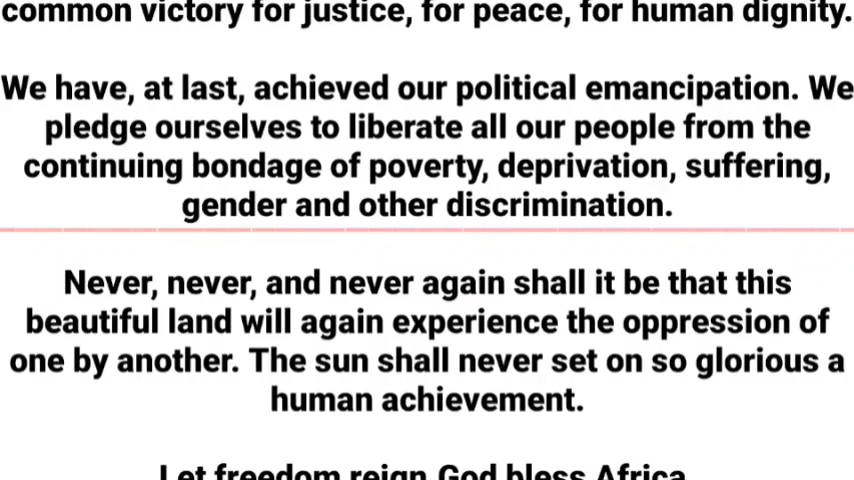 common victory for justice, for peace, for human dignity.
We have, at last, achieved our political emancipation. We
pledge ourselves to liberate all our people from the
continuing bondage of poverty, deprivation, suffering,
gender and other discrimination.
Never, never, and never again shall it be that this
beautiful land will again experience the oppression of
one by another. The sun shall never set on so glorious a
human achievement.
Let freedom reign. God bless Africa.